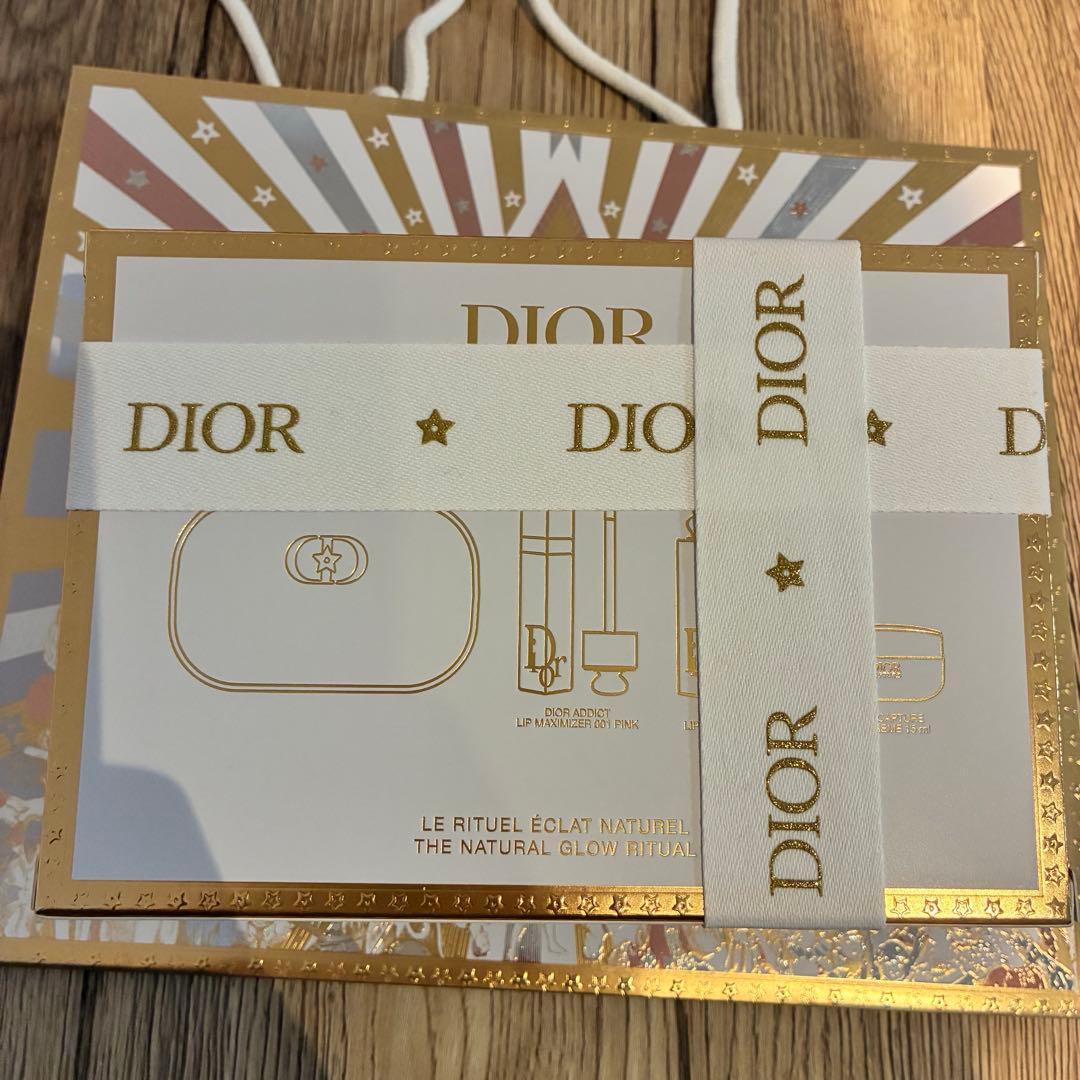 DIOR
DIOR
DIO
DIOR
DIOR
Dior
DIOR ADDICT
LIP MAXIMIZER 001 PINK
DIOR
LE RITUEL ÉCLAT NATUREL
THE NATURAL GLOW RITUAL